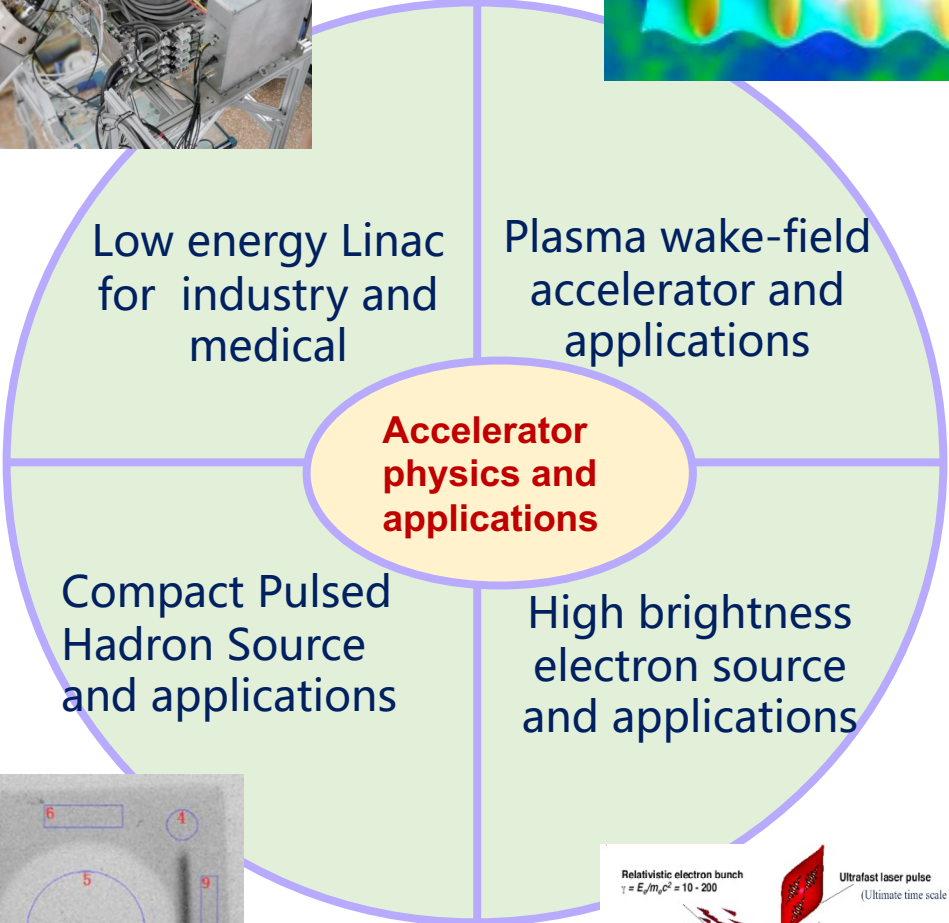 Low energy Linac
for  industry and
medical
Plasma wake-field
accelerator and
applications
Accelerator
physics and
applications
Compact Pulsed
Hadron Source
and applications
High brightness
electron source
and applications
6
4
5
9
Relativistic electron bunch
γ = Eₑ/mₑc² = 10 - 200
Ultrafast laser pulse
(Ultimate time scale